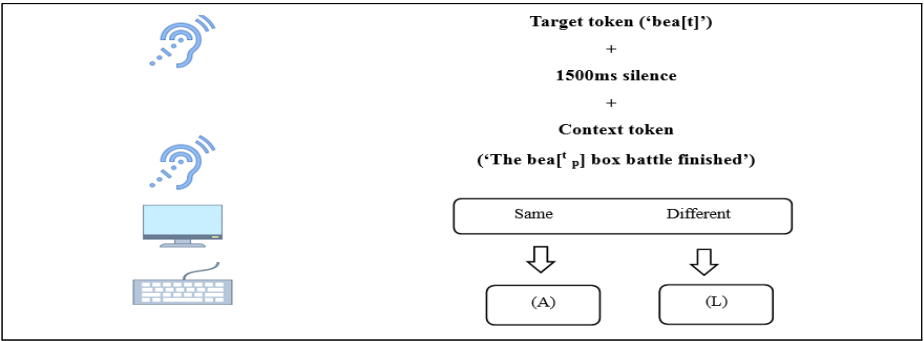 Target token (‘bea[t]’)
+
1500ms silence
+
Context token
(‘The bea[ᵗ ₚ] box battle finished’)
Same Different
(A) (L)